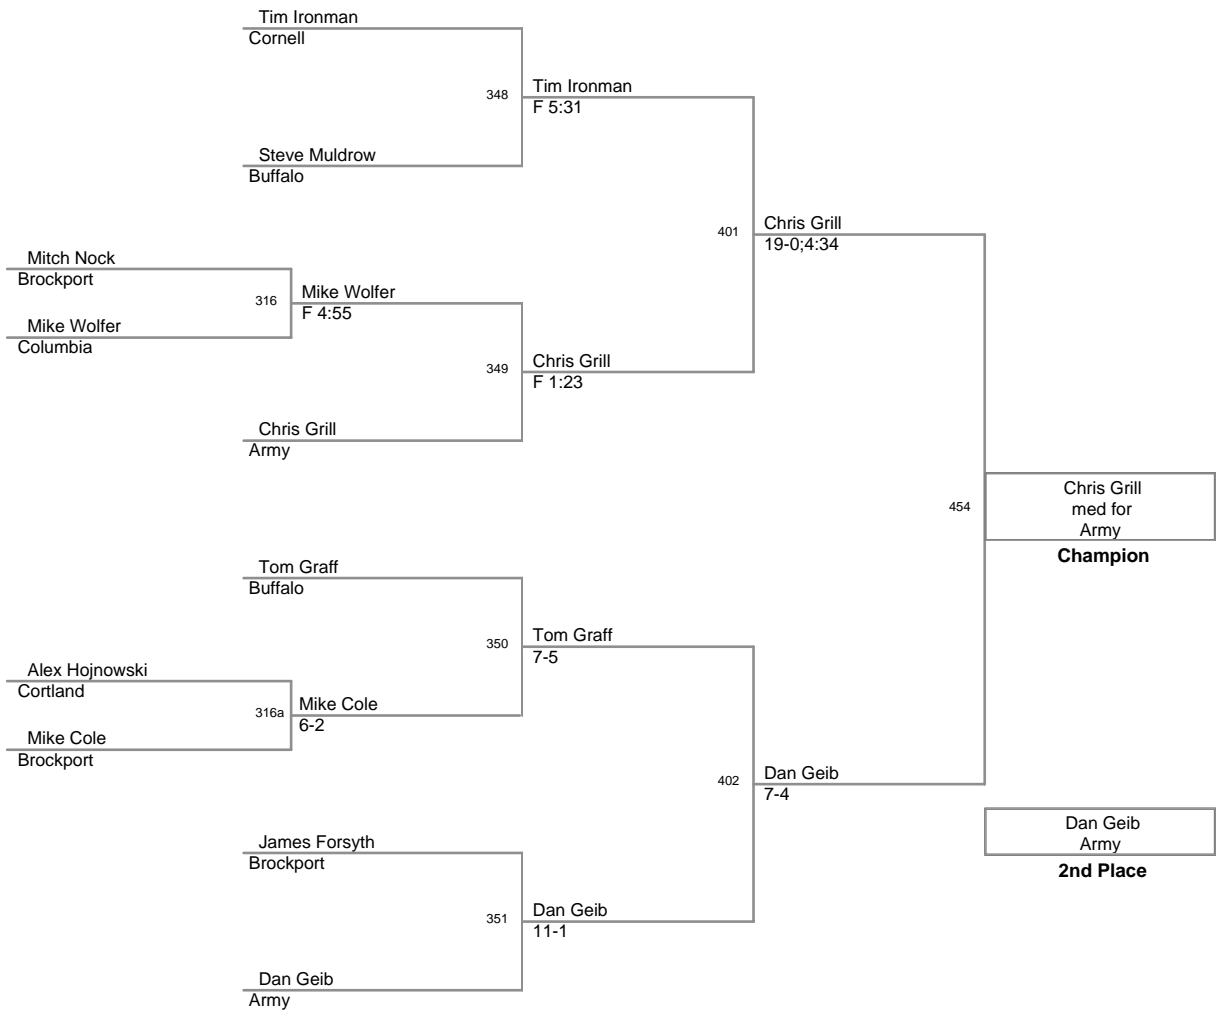 Tim Ironman
Cornell
348
Tim Ironman
F 5:31
Steve Muldrow
Buffalo
401
Chris Grill
19-0;4:34
Mitch Nock
Brockport
316
Mike Wolfer
F 4:55
Mike Wolfer
Columbia
349
Chris Grill
F 1:23
Chris Grill
Army
454
Chris Grill
med for
Army
Champion
Tom Graff
Buffalo
350
Tom Graff
7-5
Alex Hojnowski
Cortland
316a
Mike Cole
6-2
Mike Cole
Brockport
402
Dan Geib
7-4
James Forsyth
Brockport
Dan Geib
Army
2nd Place
351
Dan Geib
11-1
Dan Geib
Army